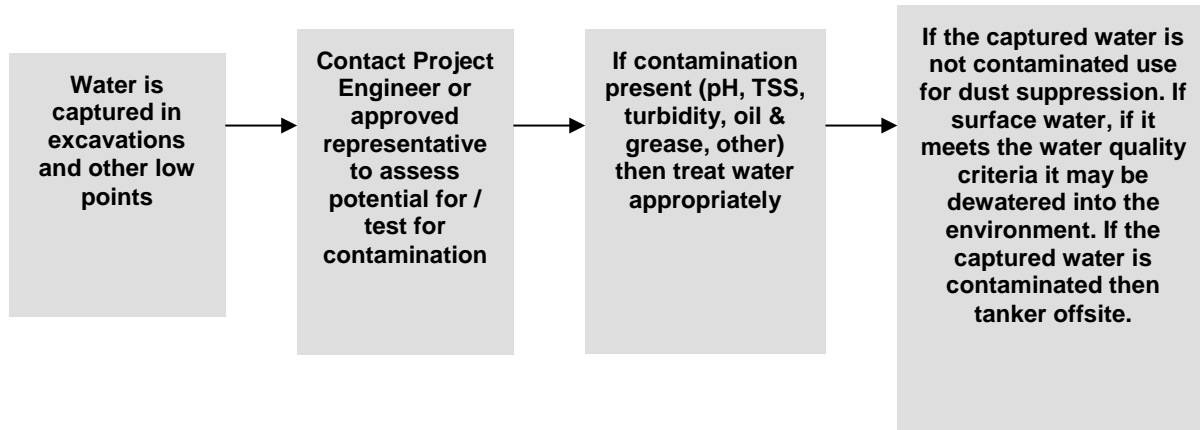 Water is
captured in
excavations
and other low
points
Contact Project
Engineer or
approved
representative
to assess
potential for /
test for
contamination
If contamination
present (pH, TSS,
turbidity, oil &
grease, other)
then treat water
appropriately
If the captured water is
not contaminated use
for dust suppression. If
surface water, if it
meets the water quality
criteria it may be
dewatered into the
environment. If the
captured water is
contaminated then
tanker offsite.